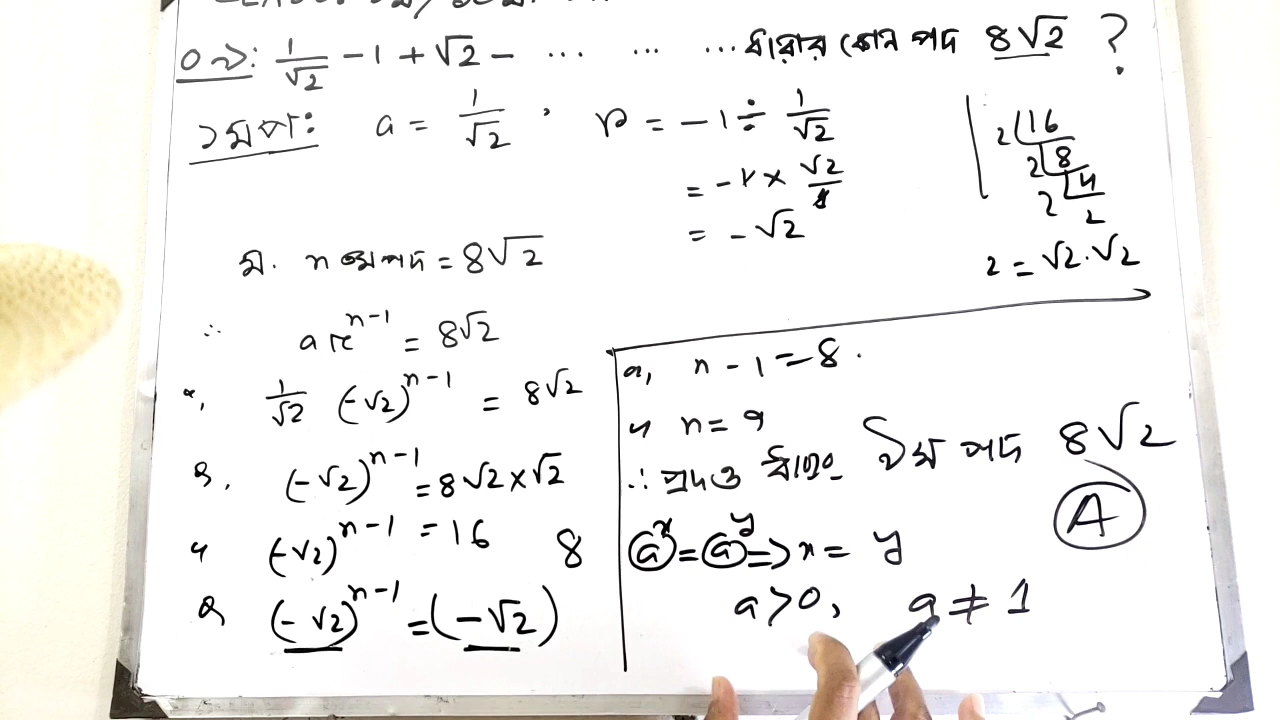 ০২: 1/√2 - 1 + √2 - ... ... ... ধারার কোন পদ 8√2 ?
সমাধা: a = 1/√2 , r = -1 ÷ 1/√2
= -1 × √2/1
= -√2
2 | 16
2 | 8
2 | 4
2
2 = √2.√2
ম. n তম পদ = 8√2
∴ ar^(n-1) = 8√2
বা, 1/√2 (-√2)^(n-1) = 8√2
বা, (-√2)^(n-1) = 8√2 × √2
বা (-√2)^(n-1) = 16
বা (-√2)^(n-1) = (-√2)^8
বা, n - 1 = 8 .
বা n = 9
∴ প্রদত্ত ধারার ৯ম পদ 8√2
A
a^x = a^y => x = y
a > 0, a ≠ 1